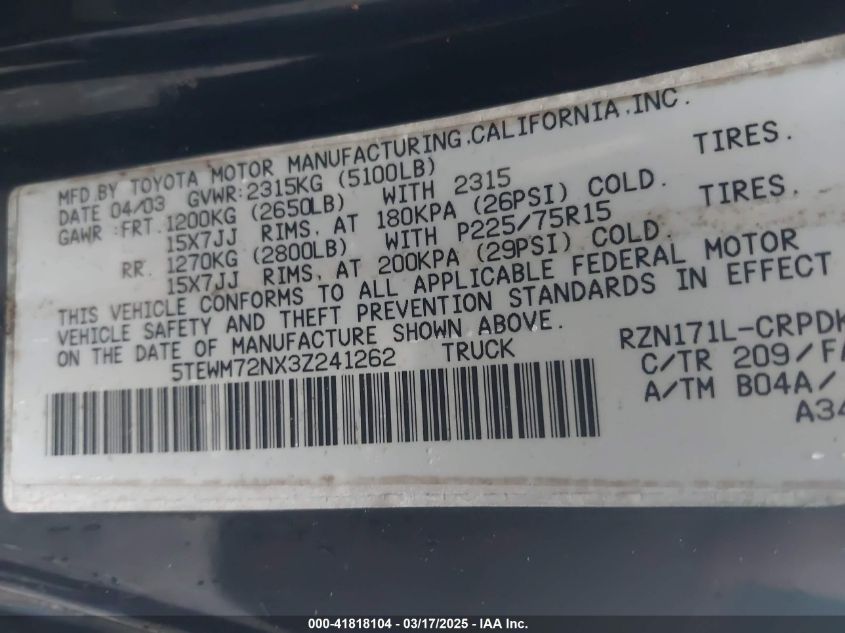 MFD.BY TOYOTA MOTOR MANUFACTURING.CALIFORNIA.INC.
DATE 04/03 GVWR:2315KG (5100LB)
GAWR :FRT.1200KG (2650LB) WITH 2315 TIRES.
15X7JJ RIMS, AT 180KPA (26PSI) COLD.
RR. 1270KG (2800LB) WITH P225/75R15 TIRES.
15X7JJ RIMS, AT 200KPA (29PSI) COLD.
THIS VEHICLE CONFORMS TO ALL APPLICABLE FEDERAL MOTOR
VEHICLE SAFETY AND THEFT PREVENTION STANDARDS IN EFFECT
ON THE DATE OF MANUFACTURE SHOWN ABOVE.
5TEWM72NX3Z241262 TRUCK RZN171L-CRPDK
C/TR 209/FA
A/TM B04A/
A34
000-41818104 - 03/17/2025 - IAA Inc.